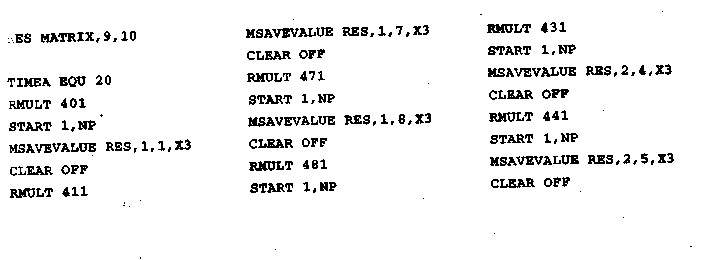 ES MATRIX,9,10
TIMEA EQU 20
RMULT 401
START 1,NP
MSAVEVALUE RES,1,1,X3
CLEAR OFF
RMULT 411
MSAVEVALUE RES,1,7,X3
CLEAR OFF
RMULT 471
START 1,NP
MSAVEVALUE RES,1,8,X3
CLEAR OFF
RMULT 481
START 1,NP
RMULT 431
START 1,NP
MSAVEVALUE RES,2,4,X3
CLEAR OFF
RMULT 441
START 1,NP
MSAVEVALUE RES,2,5,X3
CLEAR OFF